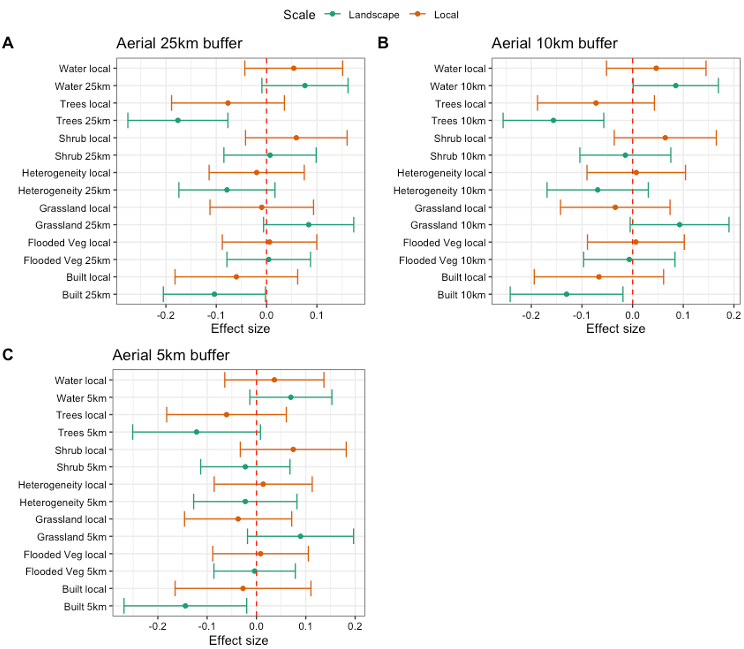 Scale Landscape Local
A Aerial 25km buffer
Water local
Water 25km
Trees local
Trees 25km
Shrub local
Shrub 25km
Heterogeneity local
Heterogeneity 25km
Grassland local
Grassland 25km
Flooded Veg local
Flooded Veg 25km
Built local
Built 25km
-0.2 -0.1 0.0 0.1
Effect size
B Aerial 10km buffer
Water local
Water 10km
Trees local
Trees 10km
Shrub local
Shrub 10km
Heterogeneity local
Heterogeneity 10km
Grassland local
Grassland 10km
Flooded Veg local
Flooded Veg 10km
Built local
Built 10km
-0.2 -0.1 0.0 0.1 0.2
Effect size
C Aerial 5km buffer
Water local
Water 5km
Trees local
Trees 5km
Shrub local
Shrub 5km
Heterogeneity local
Heterogeneity 5km
Grassland local
Grassland 5km
Flooded Veg local
Flooded Veg 5km
Built local
Built 5km
-0.2 -0.1 0.0 0.1 0.2
Effect size